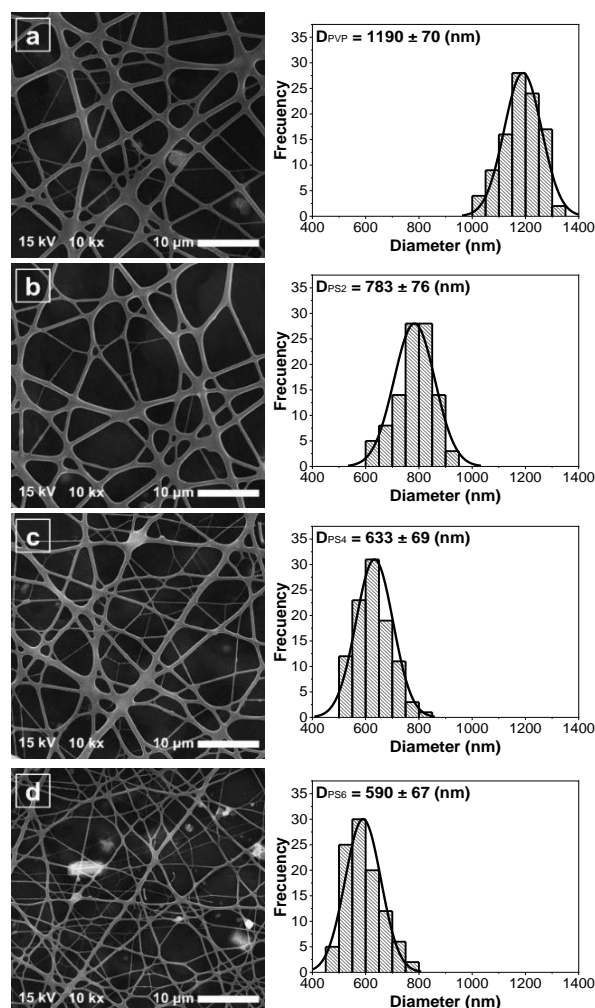 a
15 kV 10 kx 10 µm
D_PVP = 1190 ± 70 (nm)
Frecuency
35
30
25
20
15
10
5
0
400 600 800 1000 1200 1400
Diameter (nm)
b
15 kV 10 kx 10 µm
D_PS2 = 783 ± 76 (nm)
Frecuency
35
30
25
20
15
10
5
0
400 600 800 1000 1200 1400
Diameter (nm)
c
15 kV 10 kx 10 µm
D_PS4 = 633 ± 69 (nm)
Frecuency
35
30
25
20
15
10
5
0
400 600 800 1000 1200 1400
Diameter (nm)
d
15 kV 10 kx 10 µm
D_PS6 = 590 ± 67 (nm)
Frecuency
35
30
25
20
15
10
5
0
400 600 800 1000 1200 1400
Diameter (nm)